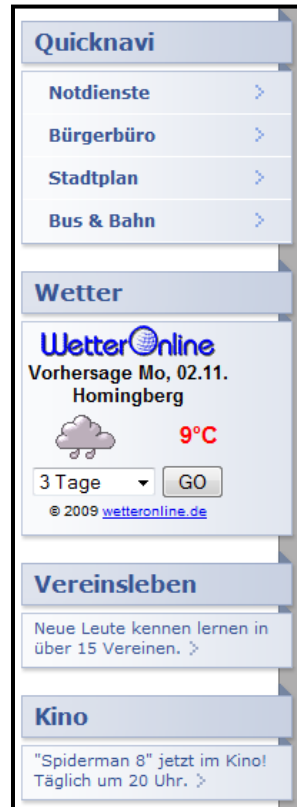 Quicknavi
Notdienste
Bürgerbüro
Stadtplan
Bus & Bahn
Wetter
WetterOnline
Vorhersage Mo, 02.11.
Homingberg
9°C
3 Tage GO
© 2009 wetteronline.de
Vereinsleben
Neue Leute kennen lernen in
über 15 Vereinen.
Kino
"Spiderman 8" jetzt im Kino!
Täglich um 20 Uhr.